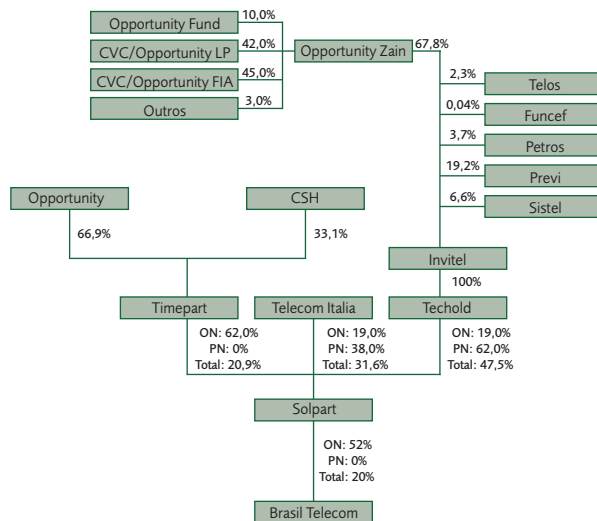 Opportunity Fund 10,0%
CVC/Opportunity LP 42,0%
Opportunity Zain 67,8%
CVC/Opportunity FIA 45,0%
Outros 3,0%
2,3% Telos
0,04% Funcef
3,7% Petros
19,2% Previ
6,6% Sistel
Opportunity
CSH
66,9%
33,1%
Invitel
100%
Timepart
Telecom Italia
Techold
ON: 62,0%
PN: 0%
Total: 20,9%
ON: 19,0%
PN: 38,0%
Total: 31,6%
ON: 19,0%
PN: 62,0%
Total: 47,5%
Solpart
ON: 52%
PN: 0%
Total: 20%
Brasil Telecom